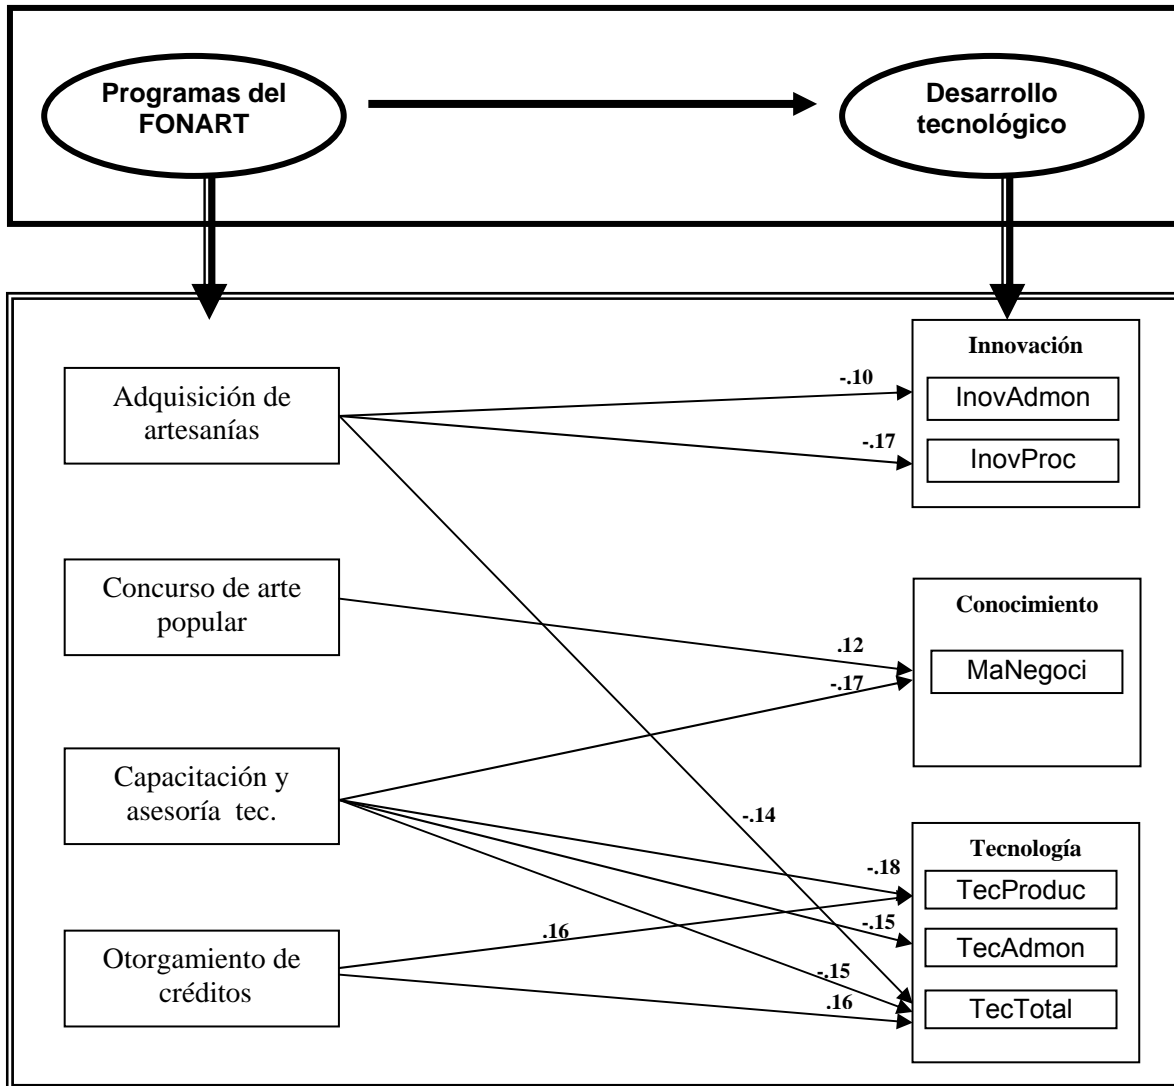 Programas del
FONART
Desarrollo
tecnológico
Innovación
-.10
InovAdmon
Adquisición de
artesanías
-.17
InovProc
Concurso de arte
popular
Conocimiento
.12
MaNegoci
-.17
Capacitación y
asesoría tec.
-.14
Tecnología
-.18
TecProduc
.16
-.15
TecAdmon
Otorgamiento de
créditos
-.15
.16
TecTotal